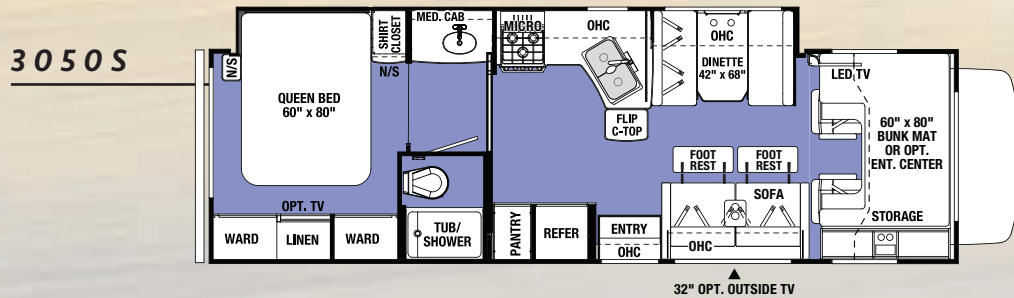 3050S
N/S
QUEEN BED
60" x 80"
SHIRT
CLOSET
N/S
MED. CAB
MICRO
OHC
FLIP
C-TOP
OHC
DINETTE
42" x 68"
LED TV
60" x 80"
BUNK MAT
OR OPT.
ENT. CENTER
STORAGE
FOOT
REST
FOOT
REST
SOFA
OHC
OPT. TV
WARD
LINEN
WARD
TUB/
SHOWER
PANTRY
REFER
ENTRY
OHC
32" OPT. OUTSIDE TV